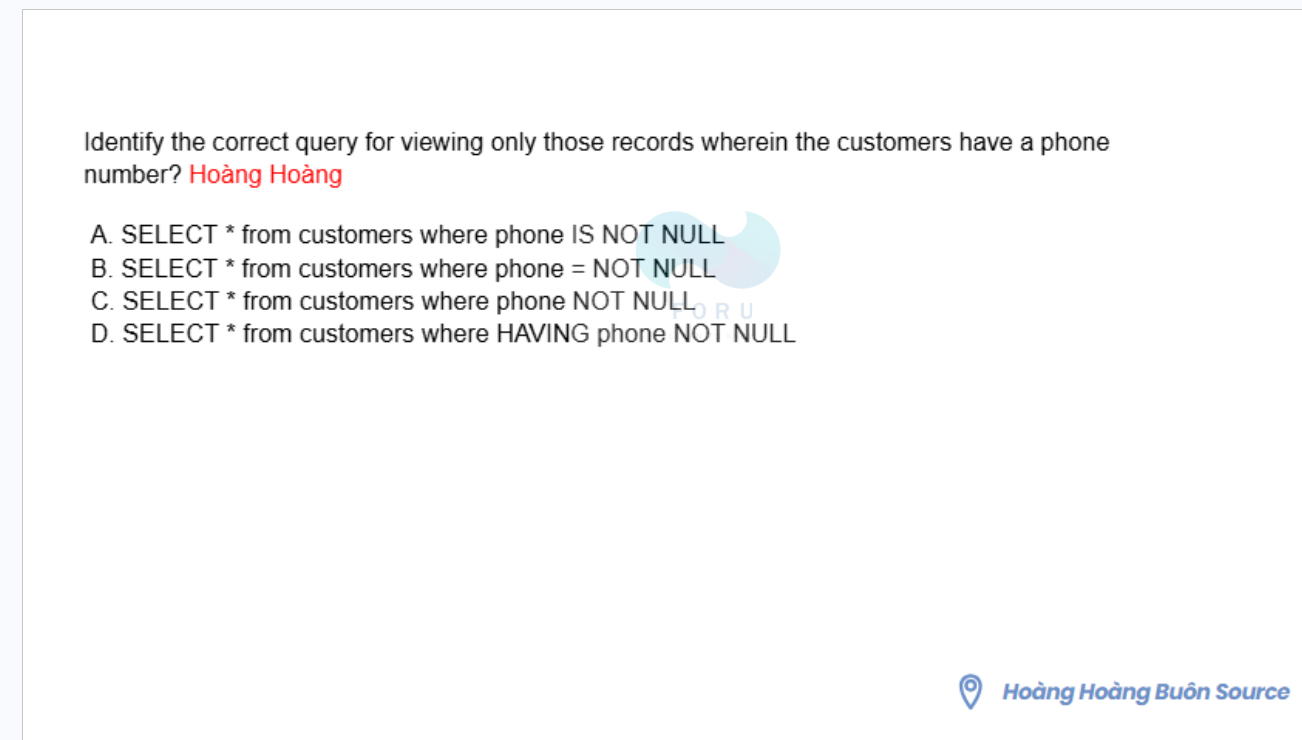 Identify the correct query for viewing only those records wherein the customers have a phone
number? Hoàng Hoàng
A. SELECT * from customers where phone IS NOT NULL
B. SELECT * from customers where phone = NOT NULL
C. SELECT * from customers where phone NOT NULL
D. SELECT * from customers where HAVING phone NOT NULL
FORU
Hoàng Hoàng Buôn Source